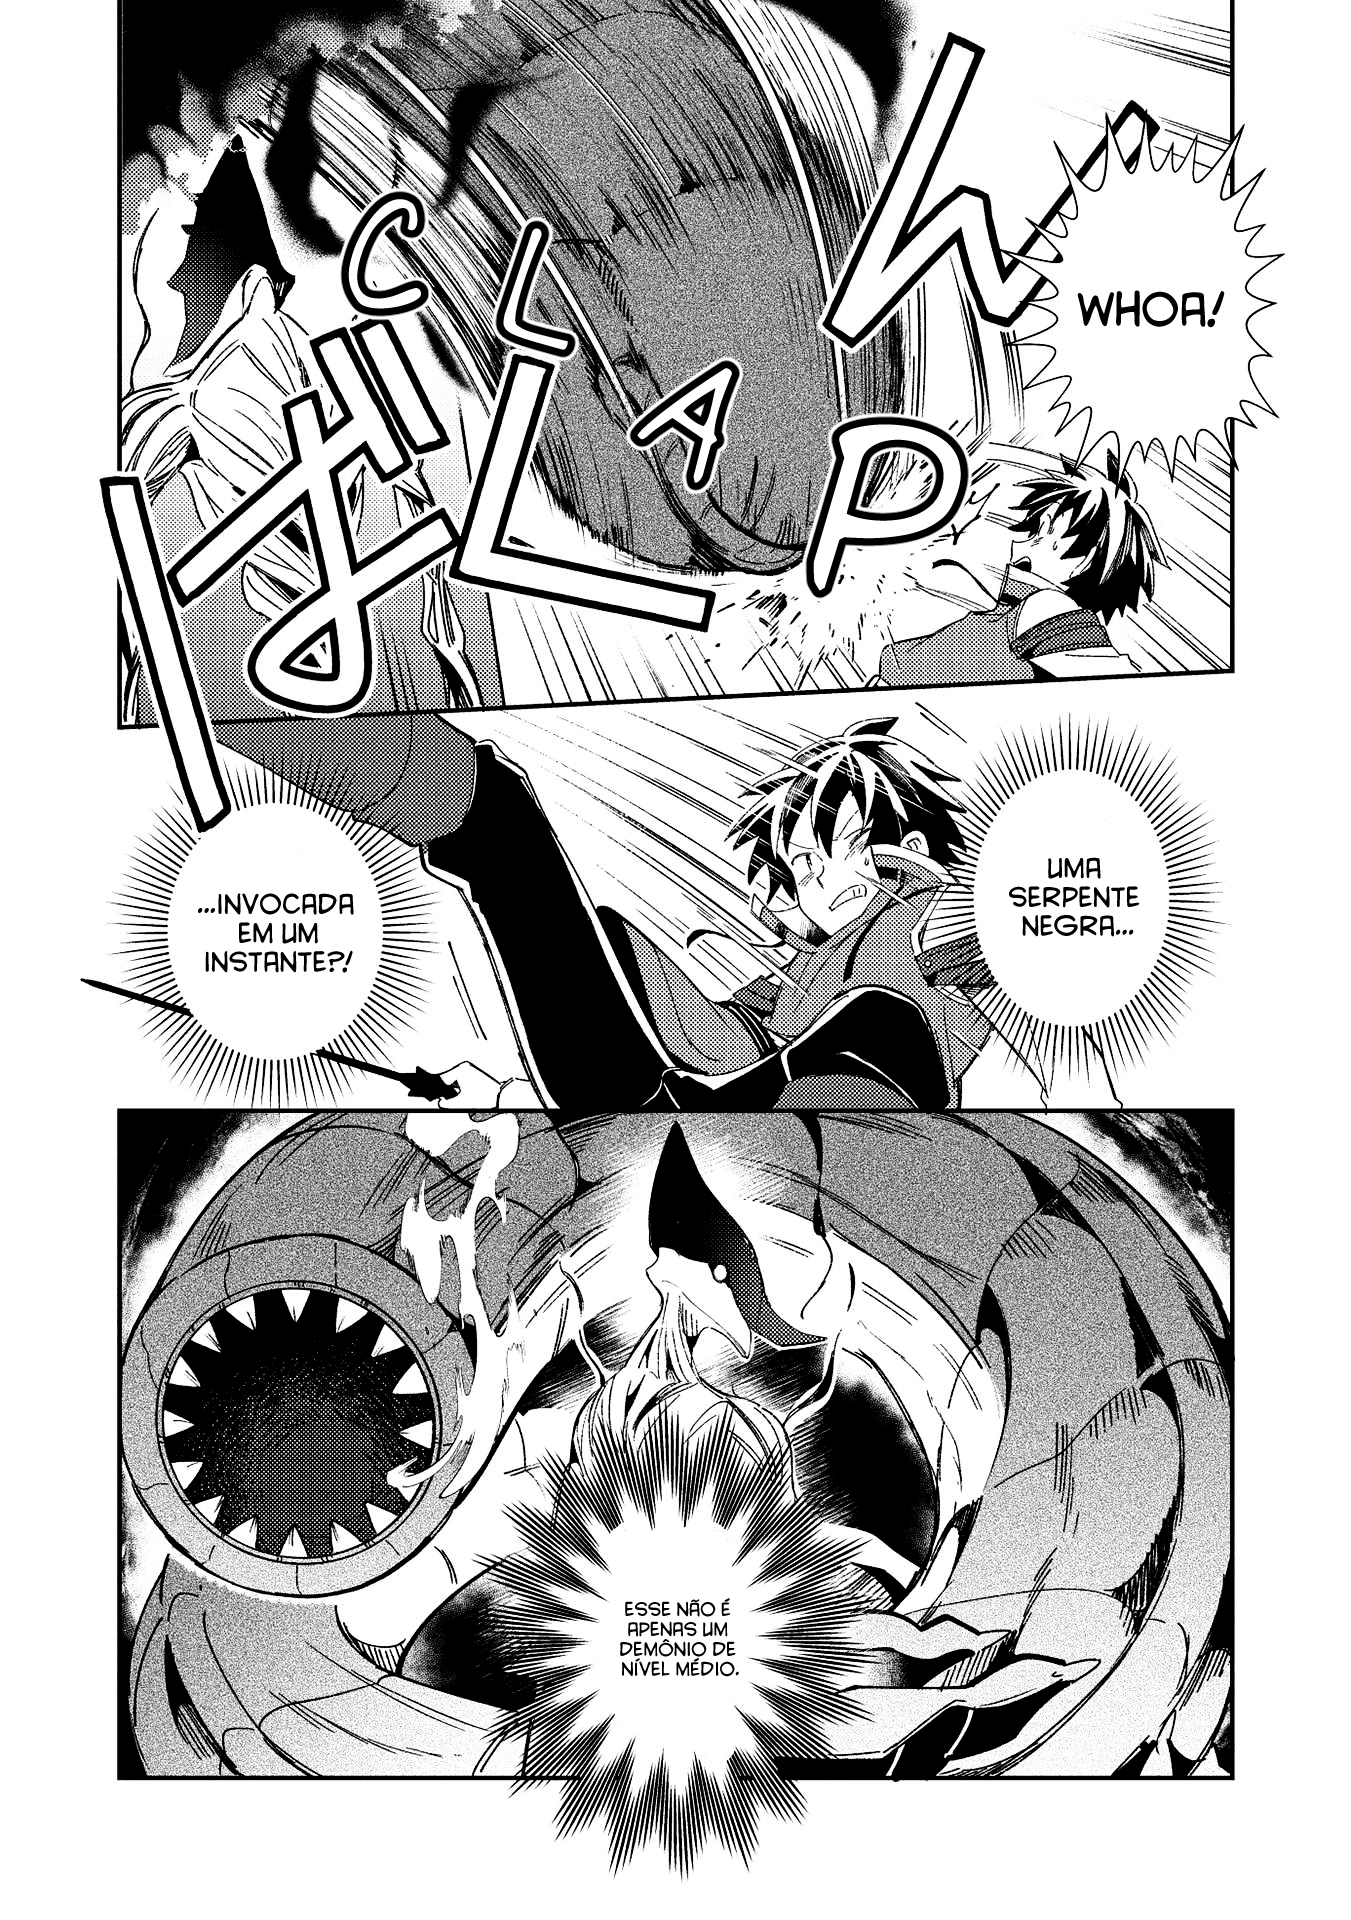 WHOA!
CLAP
UMA
SERPENTE
NEGRA...
...INVOCADA
EM UM
INSTANTE?!
ESSE NÃO É
APENAS UM
DEMÔNIO DE
NÍVEL MÉDIO.